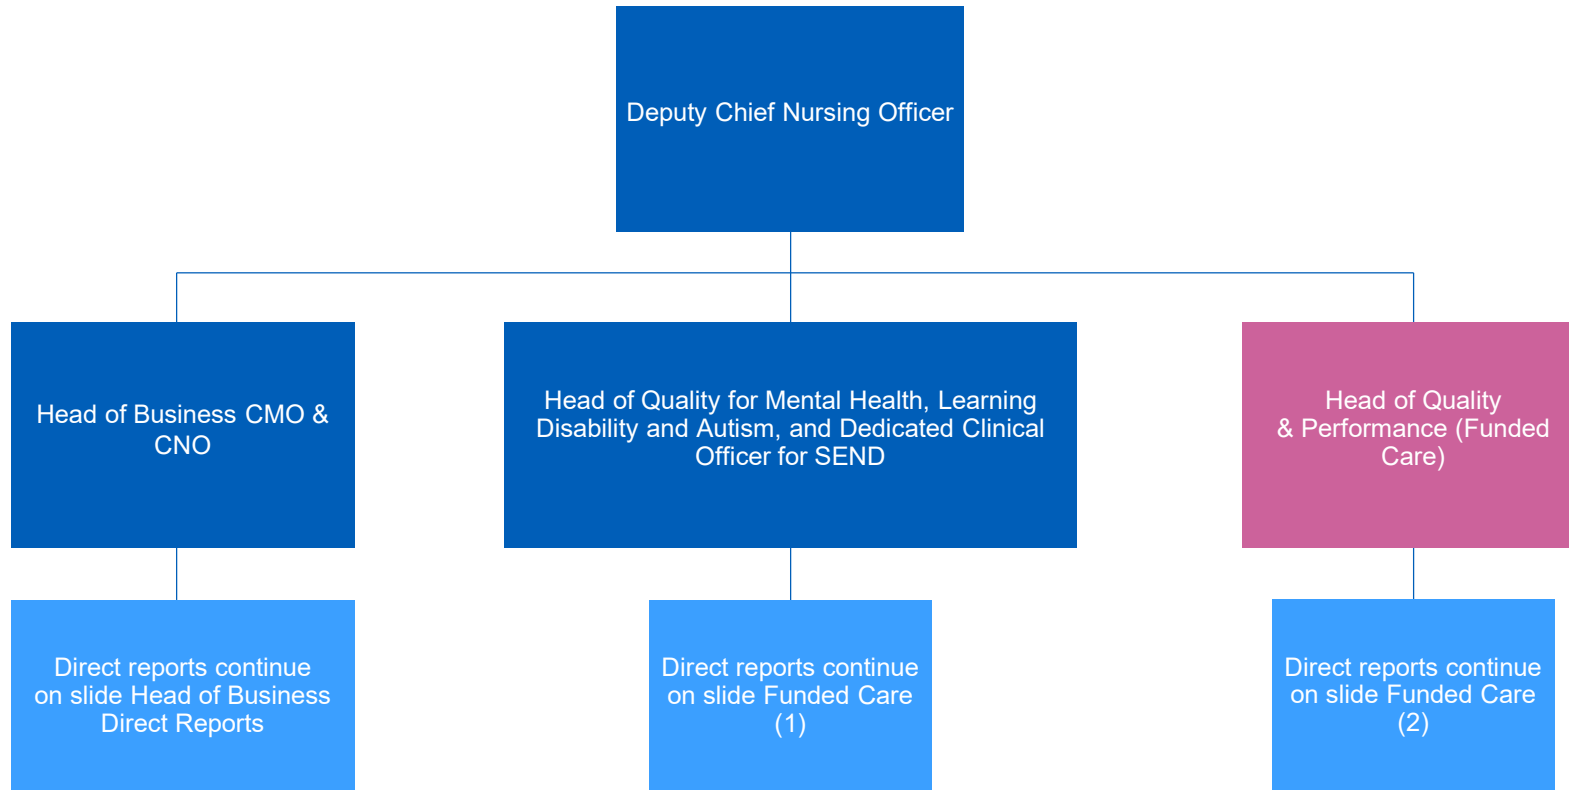 Deputy Chief Nursing Officer
Head of Business CMO &
CNO
Head of Quality for Mental Health, Learning
Disability and Autism, and Dedicated Clinical
Officer for SEND
Head of Quality
& Performance (Funded
Care)
Direct reports continue
on slide Head of Business
Direct Reports
Direct reports continue
on slide Funded Care
(1)
Direct reports continue
on slide Funded Care
(2)